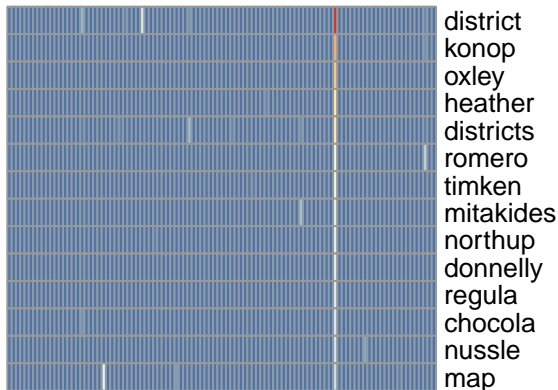 district
konop
oxley
heather
districts
romero
timken
mitakides
northup
donnelly
regula
chocola
nussle
map